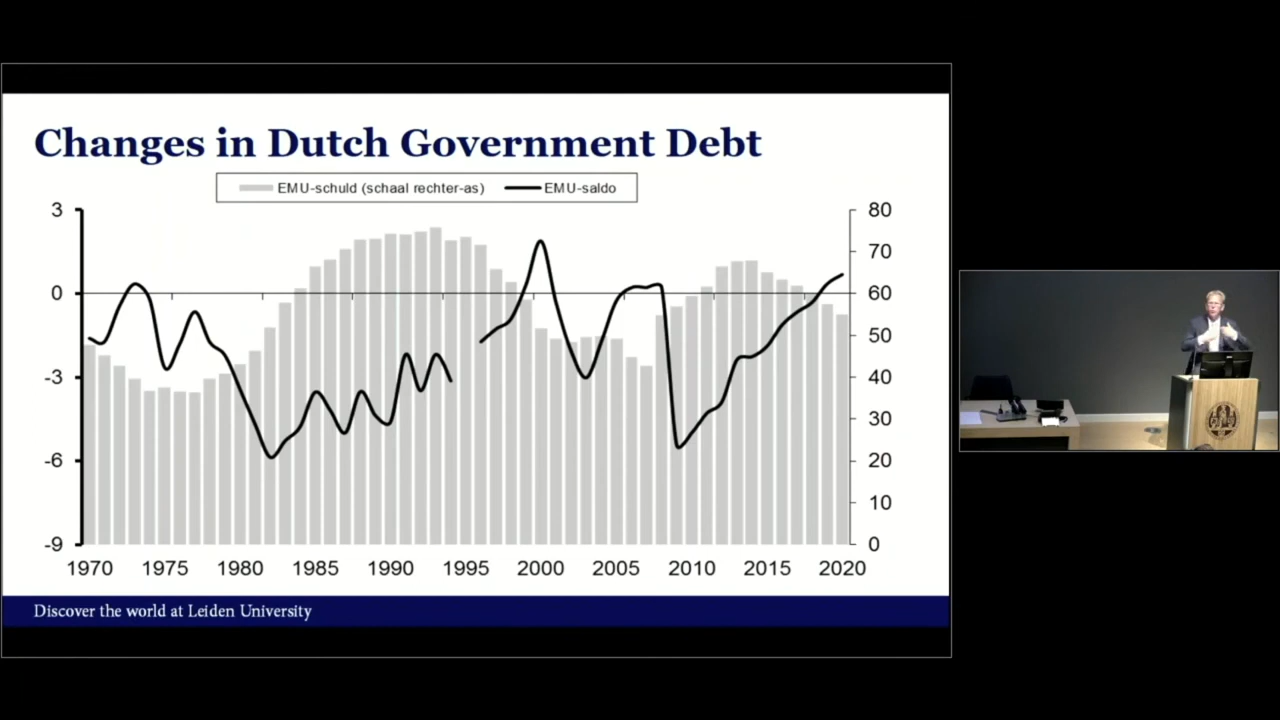 Changes in Dutch Government Debt
EMU-schuld (schaal rechter-as) EMU-saldo
3 80
70
0 60
50
-3 40
30
-6 20
10
-9 0
1970 1975 1980 1985 1990 1995 2000 2005 2010 2015 2020
Discover the world at Leiden University